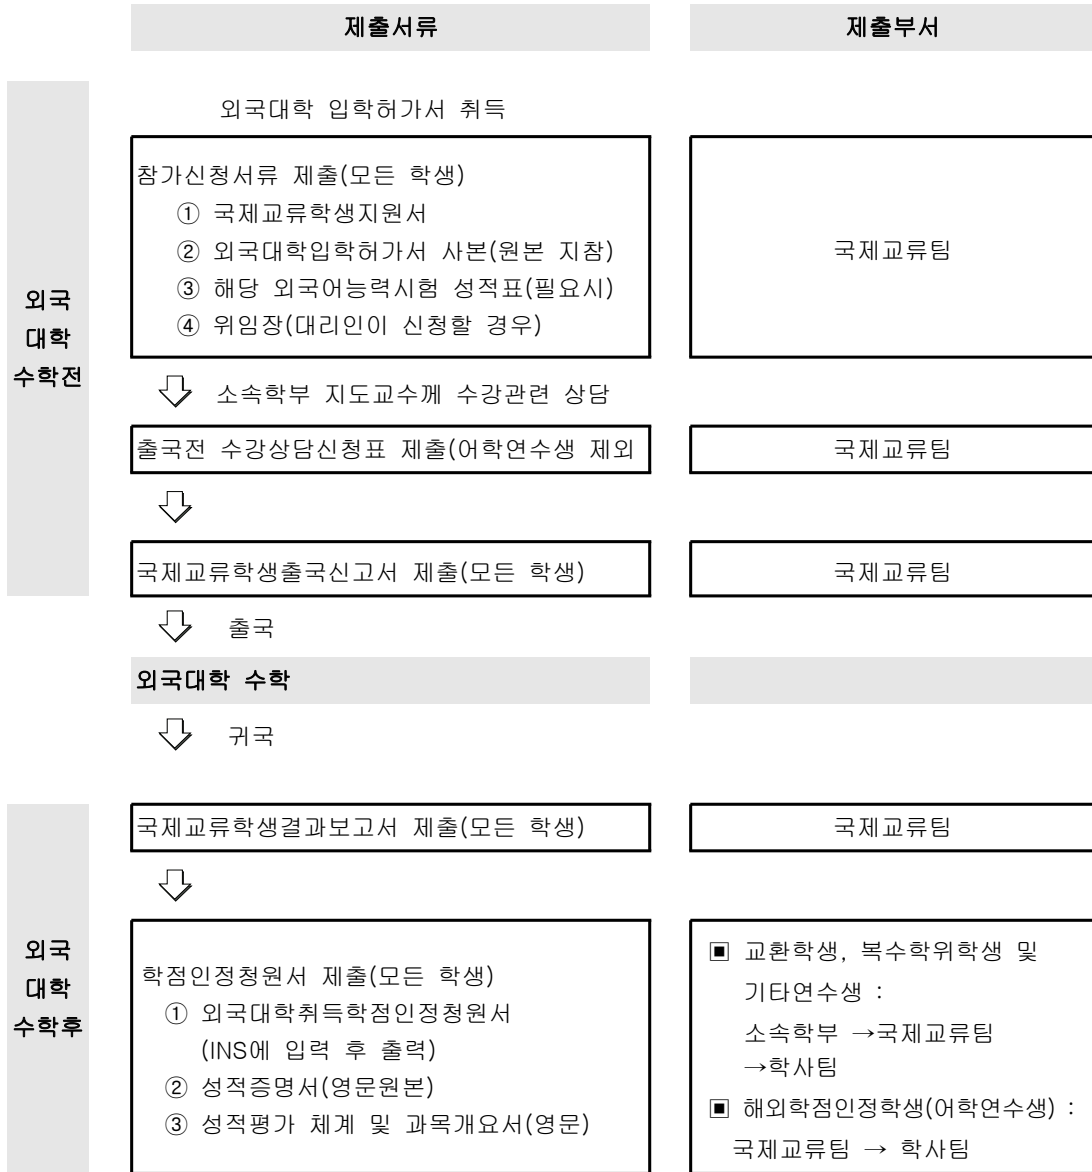 제출서류
제출부서
외국대학 입학허가서 취득
외국
대학
수학전
참가신청서류 제출(모든 학생)
① 국제교류학생지원서
② 외국대학입학허가서 사본(원본 지참)
③ 해당 외국어능력시험 성적표(필요시)
④ 위임장(대리인이 신청할 경우)
국제교류팀
소속학부 지도교수께 수강관련 상담
출국전 수강상담신청표 제출(어학연수생 제외
국제교류팀
국제교류학생출국신고서 제출(모든 학생)
국제교류팀
출국
외국대학 수학
귀국
외국
대학
수학후
국제교류학생결과보고서 제출(모든 학생)
국제교류팀
학점인정청원서 제출(모든 학생)
① 외국대학취득학점인정청원서
(INS에 입력 후 출력)
② 성적증명서(영문원본)
③ 성적평가 체계 및 과목개요서(영문)
▣ 교환학생, 복수학위학생 및
기타연수생 :
소속학부 →국제교류팀
→학사팀
▣ 해외학점인정학생(어학연수생) :
국제교류팀 → 학사팀